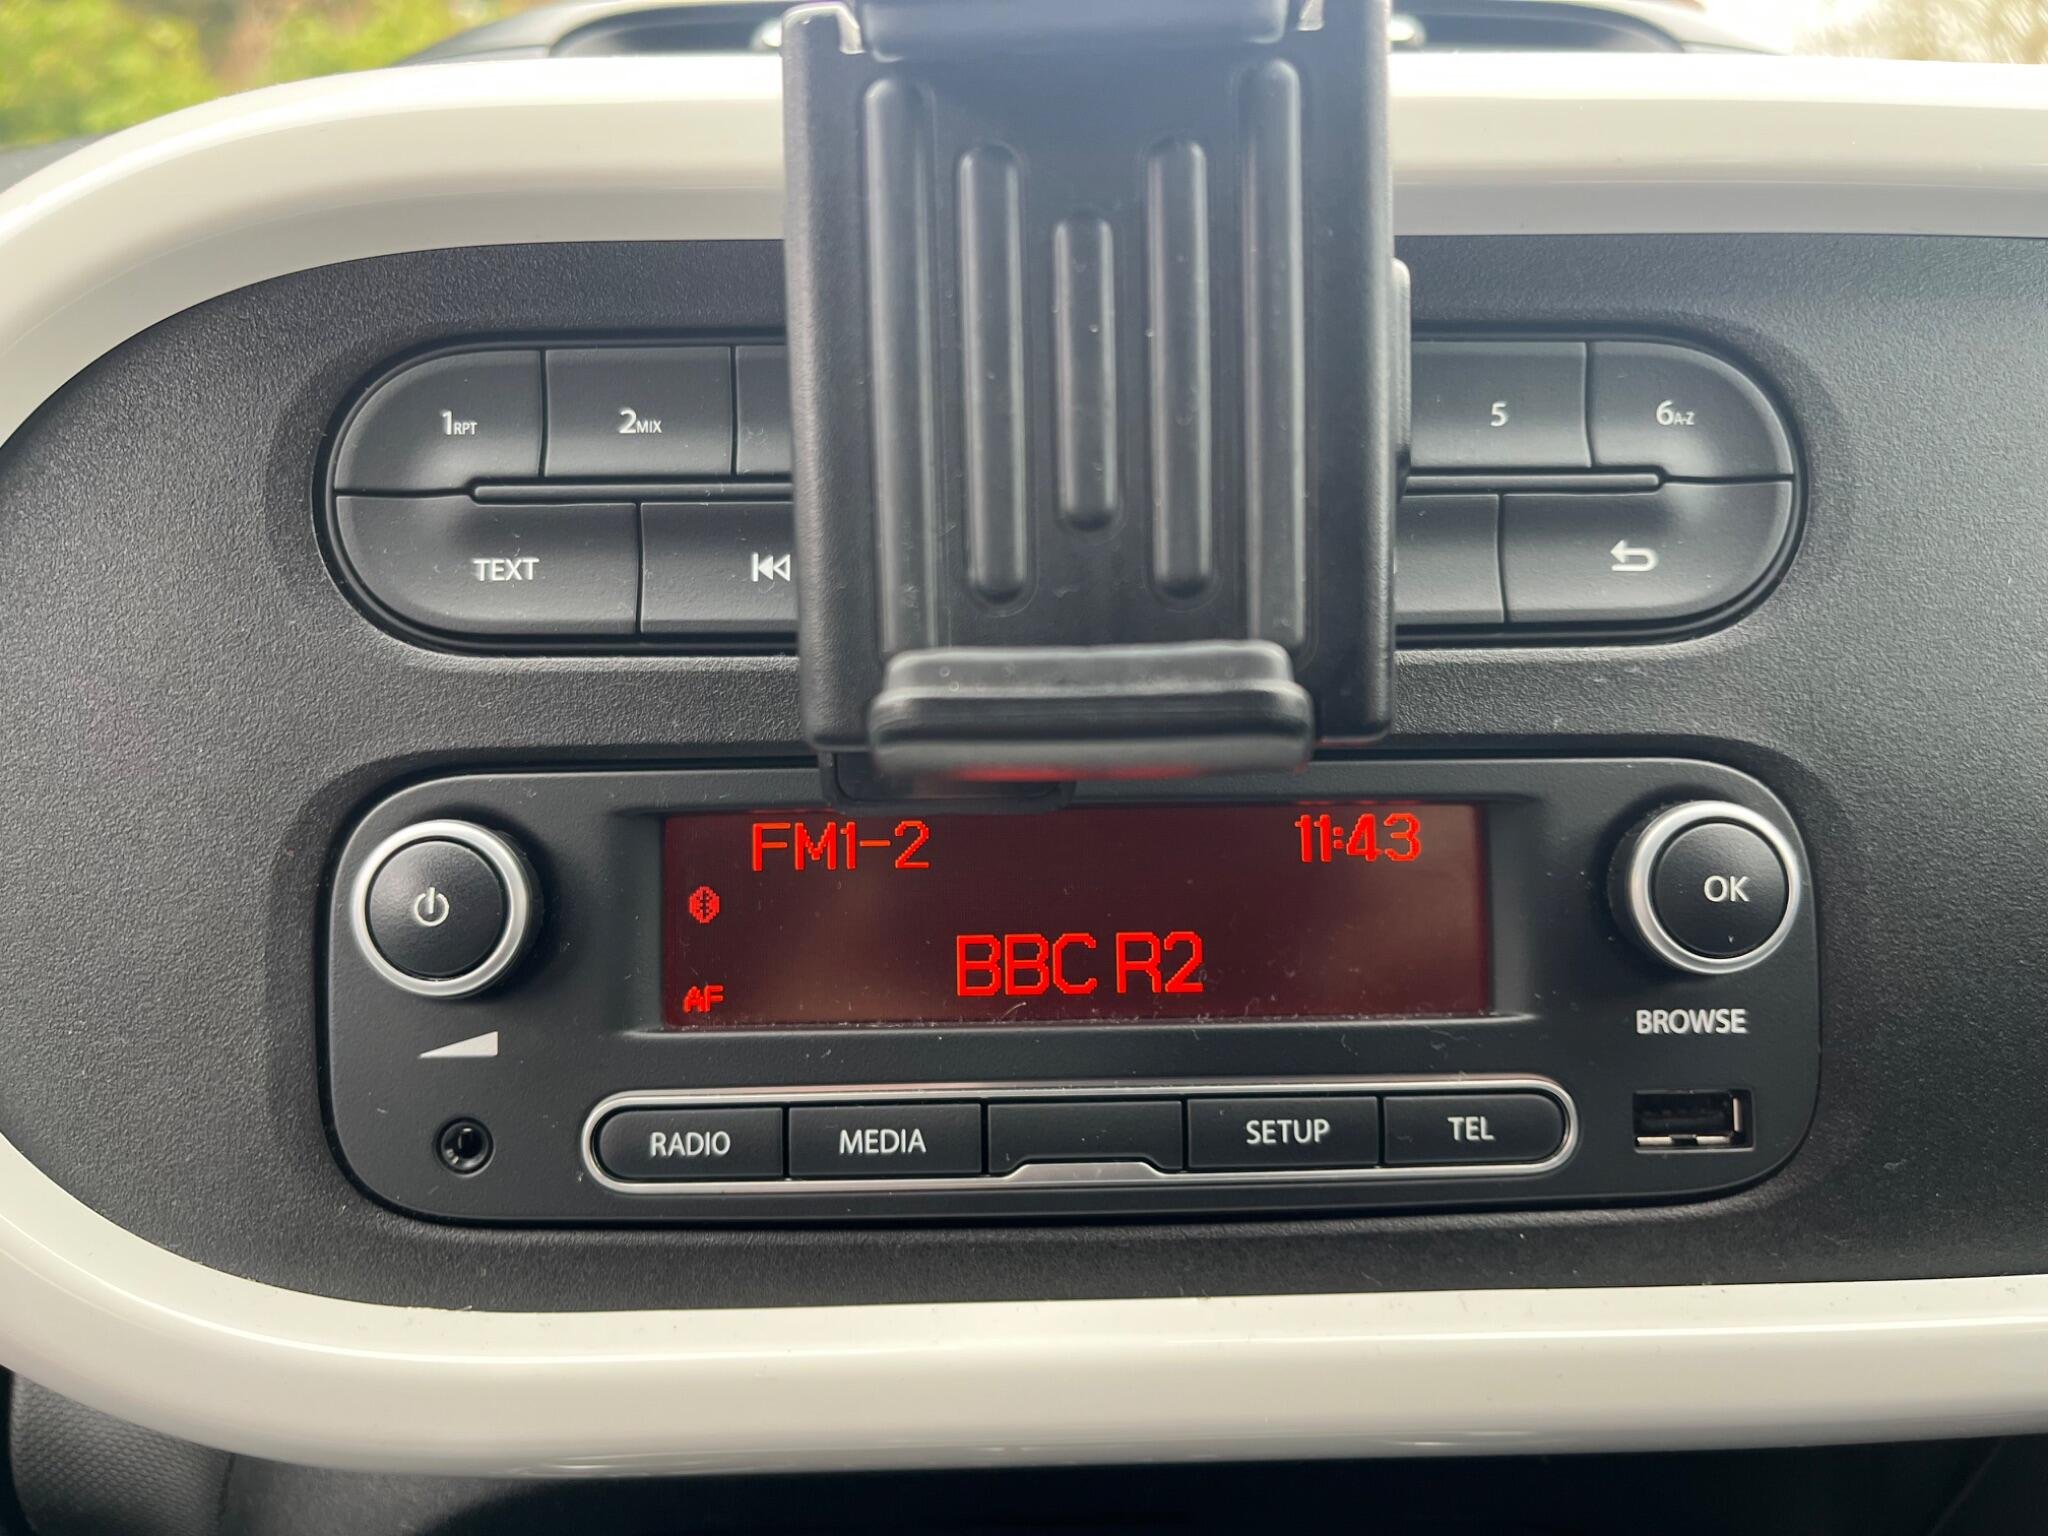 1RPT 2MIX 5 6A-Z
TEXT
FM1-2 11:43
BBC R2
AF
OK
BROWSE
RADIO MEDIA SETUP TEL